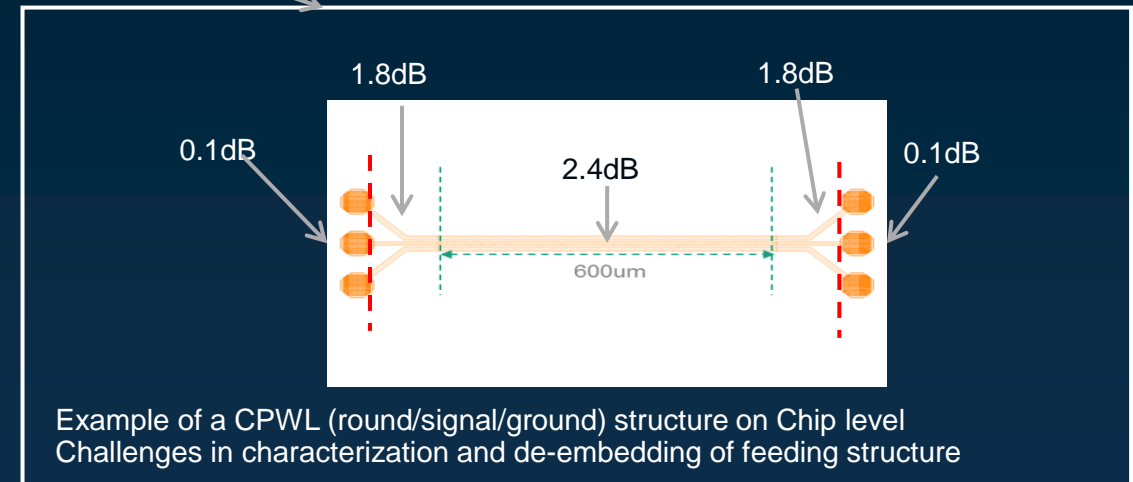 1.8dB 1.8dB
0.1dB 0.1dB
2.4dB
600um
Example of a CPWL (round/signal/ground) structure on Chip level
Challenges in characterization and de-embedding of feeding structure